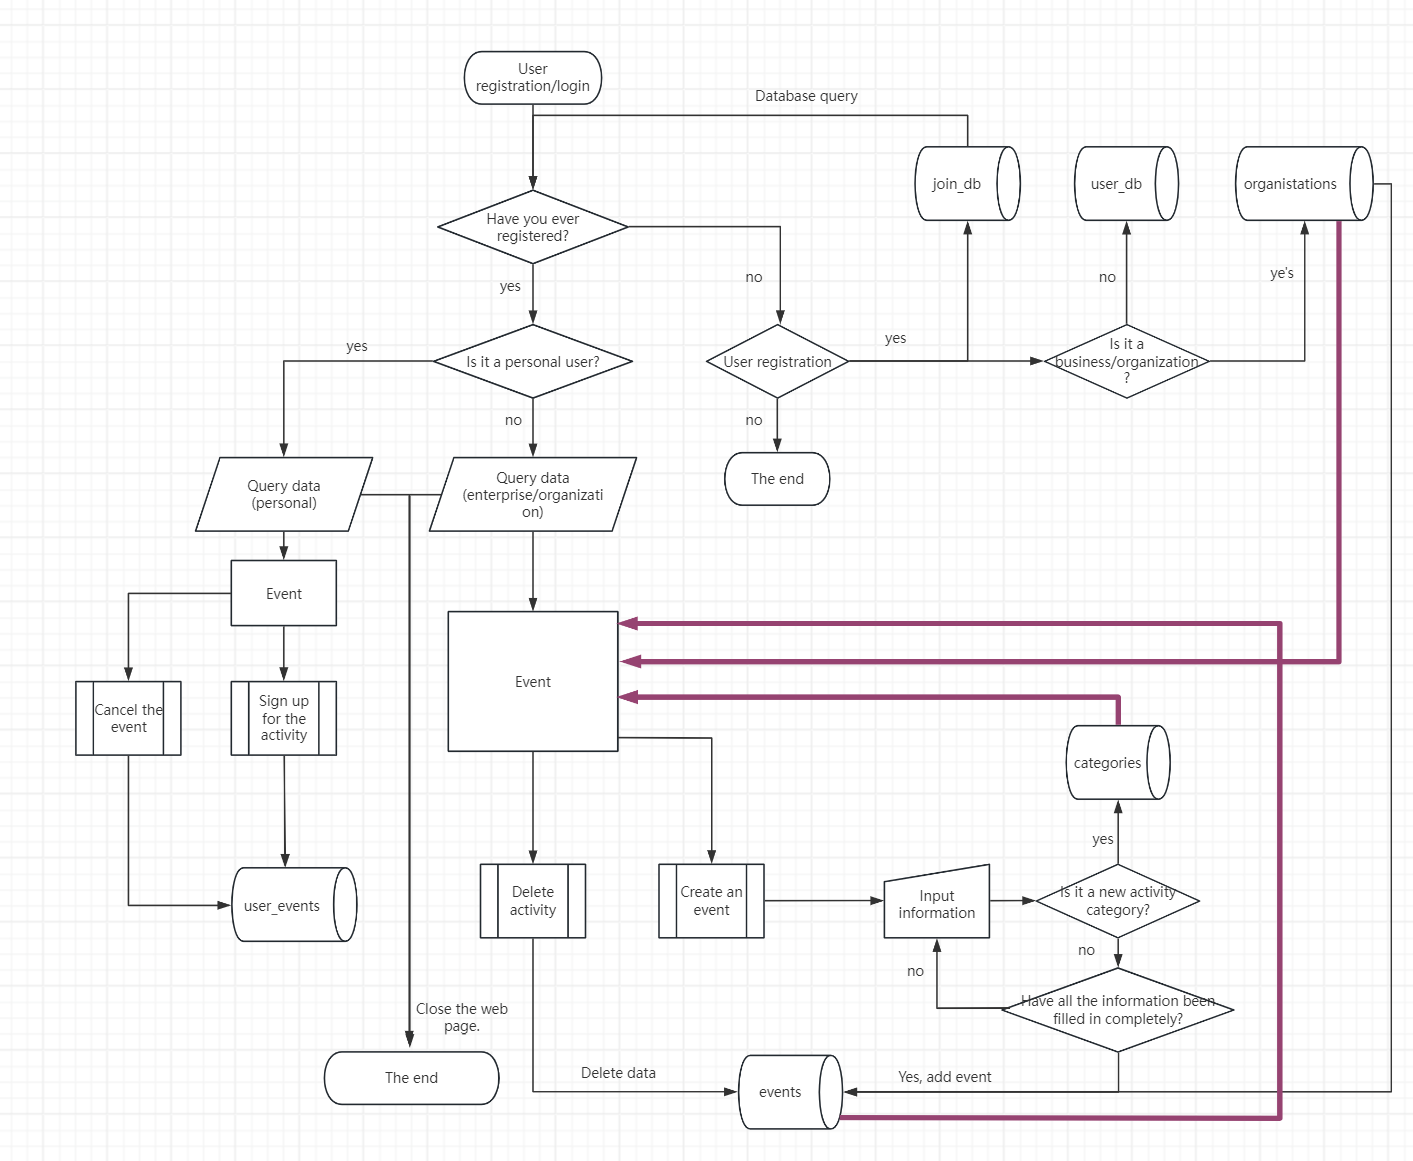 User
registration/login
Database query
join_db
user_db
organistations
Have you ever
registered?
no
no
ye's
yes
yes
Is it a personal user?
User registration
yes
Is it a
business/organization
?
no
no
Query data
(personal)
Query data
(enterprise/organizati
on)
The end
Event
Event
Cancel the
event
Sign up
for the
activity
categories
yes
Delete
activity
Create an
event
Input
information
Is it a new activity
category?
user_events
no
no
Have all the information been
filled in completely?
Close the web
page.
The end
Delete data
events
Yes, add event